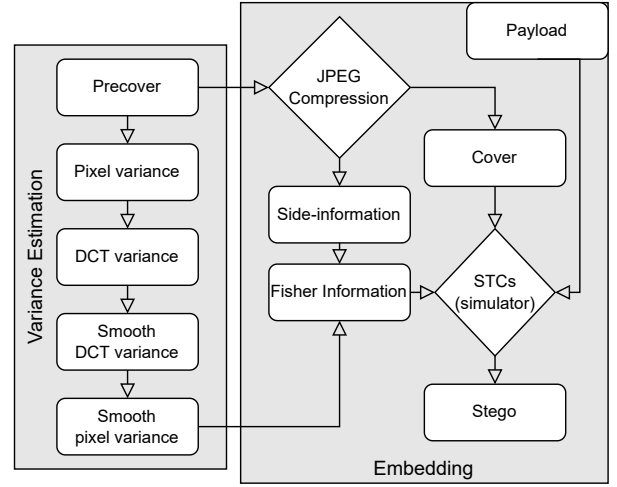 Payload
Precover
JPEG
Compression
Pixel variance
Cover
Side-information
DCT variance
Fisher Information
STCs
(simulator)
Smooth
DCT variance
Smooth
pixel variance
Stego
Variance Estimation
Embedding